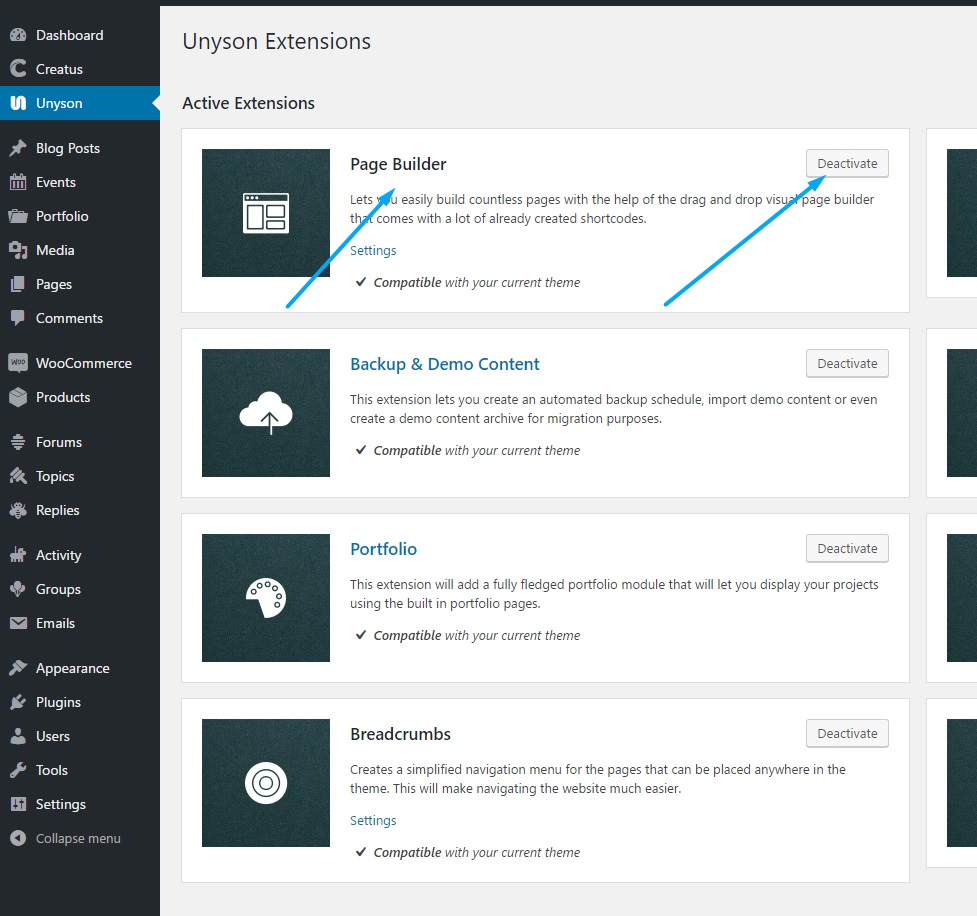 Dashboard
Creatus
Unyson
Blog Posts
Events
Portfolio
Media
Pages
Comments
WOO
WooCommerce
Products
Forums
Topics
Replies
Activity
Groups
Emails
Appearance
Plugins
Users
Tools
Settings
Collapse menu
Unyson Extensions
Active Extensions
Page Builder
Deactivate
Lets you easily build countless pages with the help of the drag and drop visual page builder
that comes with a lot of already created shortcodes.
Settings
Compatible with your current theme
Backup & Demo Content
Deactivate
This extension lets you create an automated backup schedule, import demo content or even
create a demo content archive for migration purposes.
Compatible with your current theme
Portfolio
Deactivate
This extension will add a fully fledged portfolio module that will let you display your projects
using the built in portfolio pages.
Compatible with your current theme
Breadcrumbs
Deactivate
Creates a simplified navigation menu for the pages that can be placed anywhere in the
theme. This will make navigating the website much easier.
Settings
Compatible with your current theme